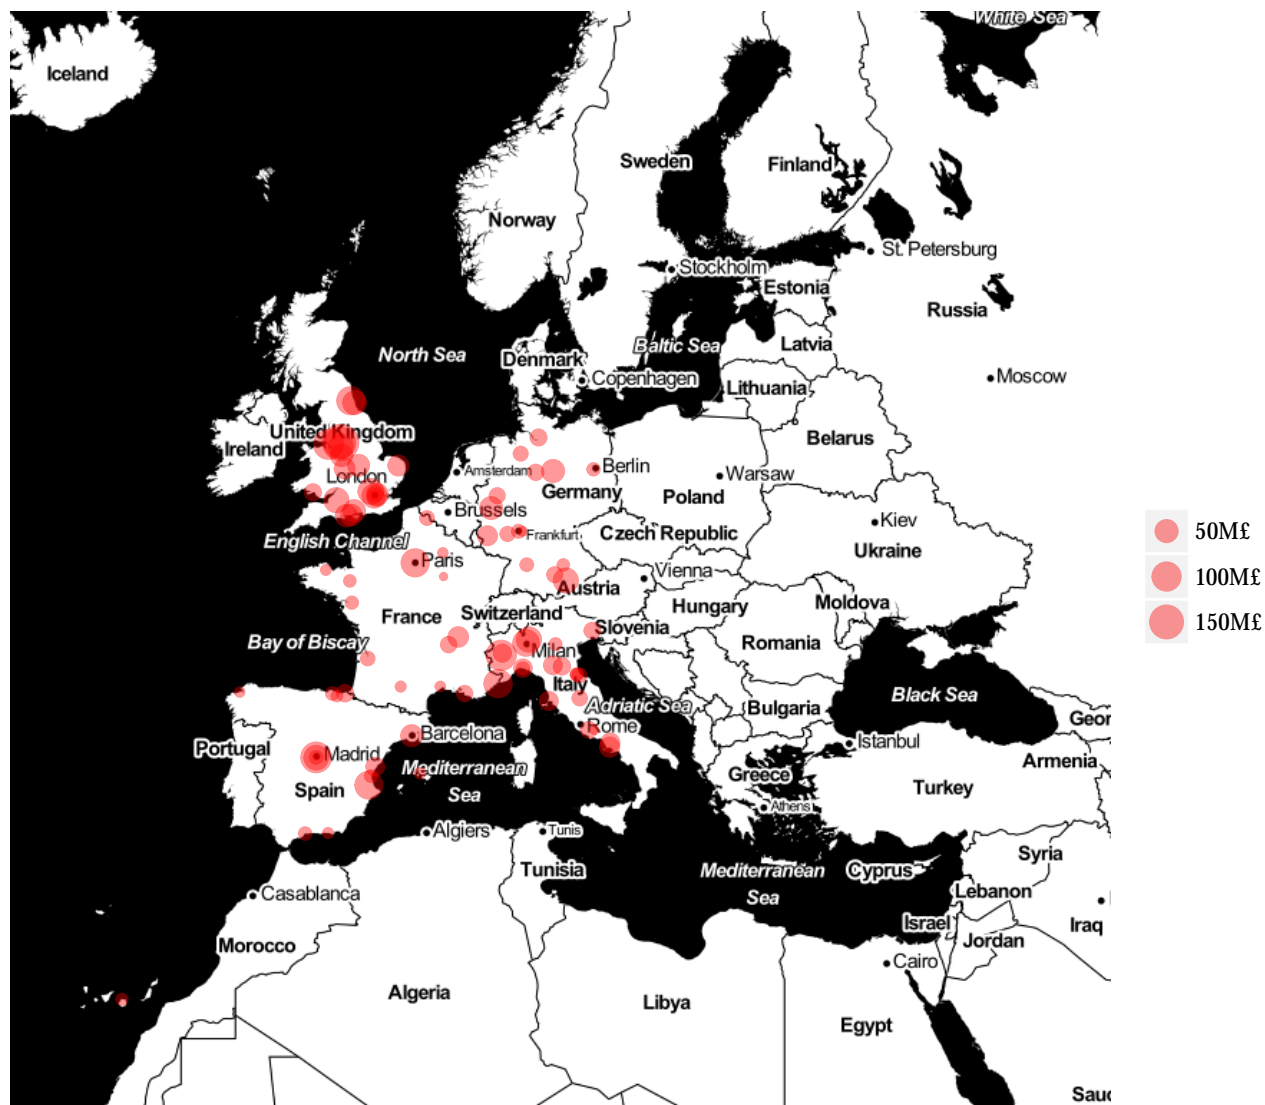 White Sea
Iceland
Sweden
Finland
Norway
St. Petersburg
Stockholm
Estonia
Russia
Latvia
Baltic Sea
North Sea
Denmark
Copenhagen
Moscow
Lithuania
United Kingdom
Ireland
Belarus
London
Amsterdam
Berlin
Warsaw
Germany
Poland
Brussels
Kiev
50M£
English Channel
Frankfurt
Czech Republic
Ukraine
Paris
Vienna
100M£
Austria
France
Switzerland
Hungary
Moldova
150M£
Bay of Biscay
Slovenia
Romania
Milan
Italy
Adriatic Sea
Black Sea
Bulgaria
Geor
Rome
Barcelona
Istanbul
Portugal
Madrid
Mediterranean
Sea
Armenia
Greece
Spain
Turkey
Athens
Algiers
Tunis
Syria
Tunisia
Mediterranean
Sea
Cyprus
Casablanca
Lebanon
Israel
Iraq
Morocco
Jordan
Cairo
Algeria
Libya
Egypt
Sauc